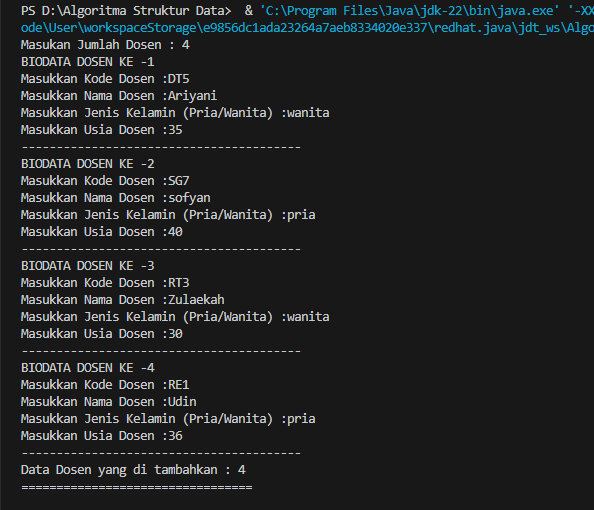 PS D:\Algoritma Struktur Data>  & 'C:\Program Files\Java\jdk-22\bin\java.exe' '-XX
ode\User\workspaceStorage\e9856dc1ada23264a7aeb8334020e337\redhat.java\jdt_ws\Algo
Masukan Jumlah Dosen : 4
BIODATA DOSEN KE -1
Masukkan Kode Dosen :DT5
Masukkan Nama Dosen :Ariyani
Masukkan Jenis Kelamin (Pria/Wanita) :wanita
Masukkan Usia Dosen :35
----------------------------------------
BIODATA DOSEN KE -2
Masukkan Kode Dosen :SG7
Masukkan Nama Dosen :sofyan
Masukkan Jenis Kelamin (Pria/Wanita) :pria
Masukkan Usia Dosen :40
----------------------------------------
BIODATA DOSEN KE -3
Masukkan Kode Dosen :RT3
Masukkan Nama Dosen :Zulaekah
Masukkan Jenis Kelamin (Pria/Wanita) :wanita
Masukkan Usia Dosen :30
----------------------------------------
BIODATA DOSEN KE -4
Masukkan Kode Dosen :RE1
Masukkan Nama Dosen :Udin
Masukkan Jenis Kelamin (Pria/Wanita) :pria
Masukkan Usia Dosen :36
----------------------------------------
Data Dosen yang di tambahkan : 4
=================================